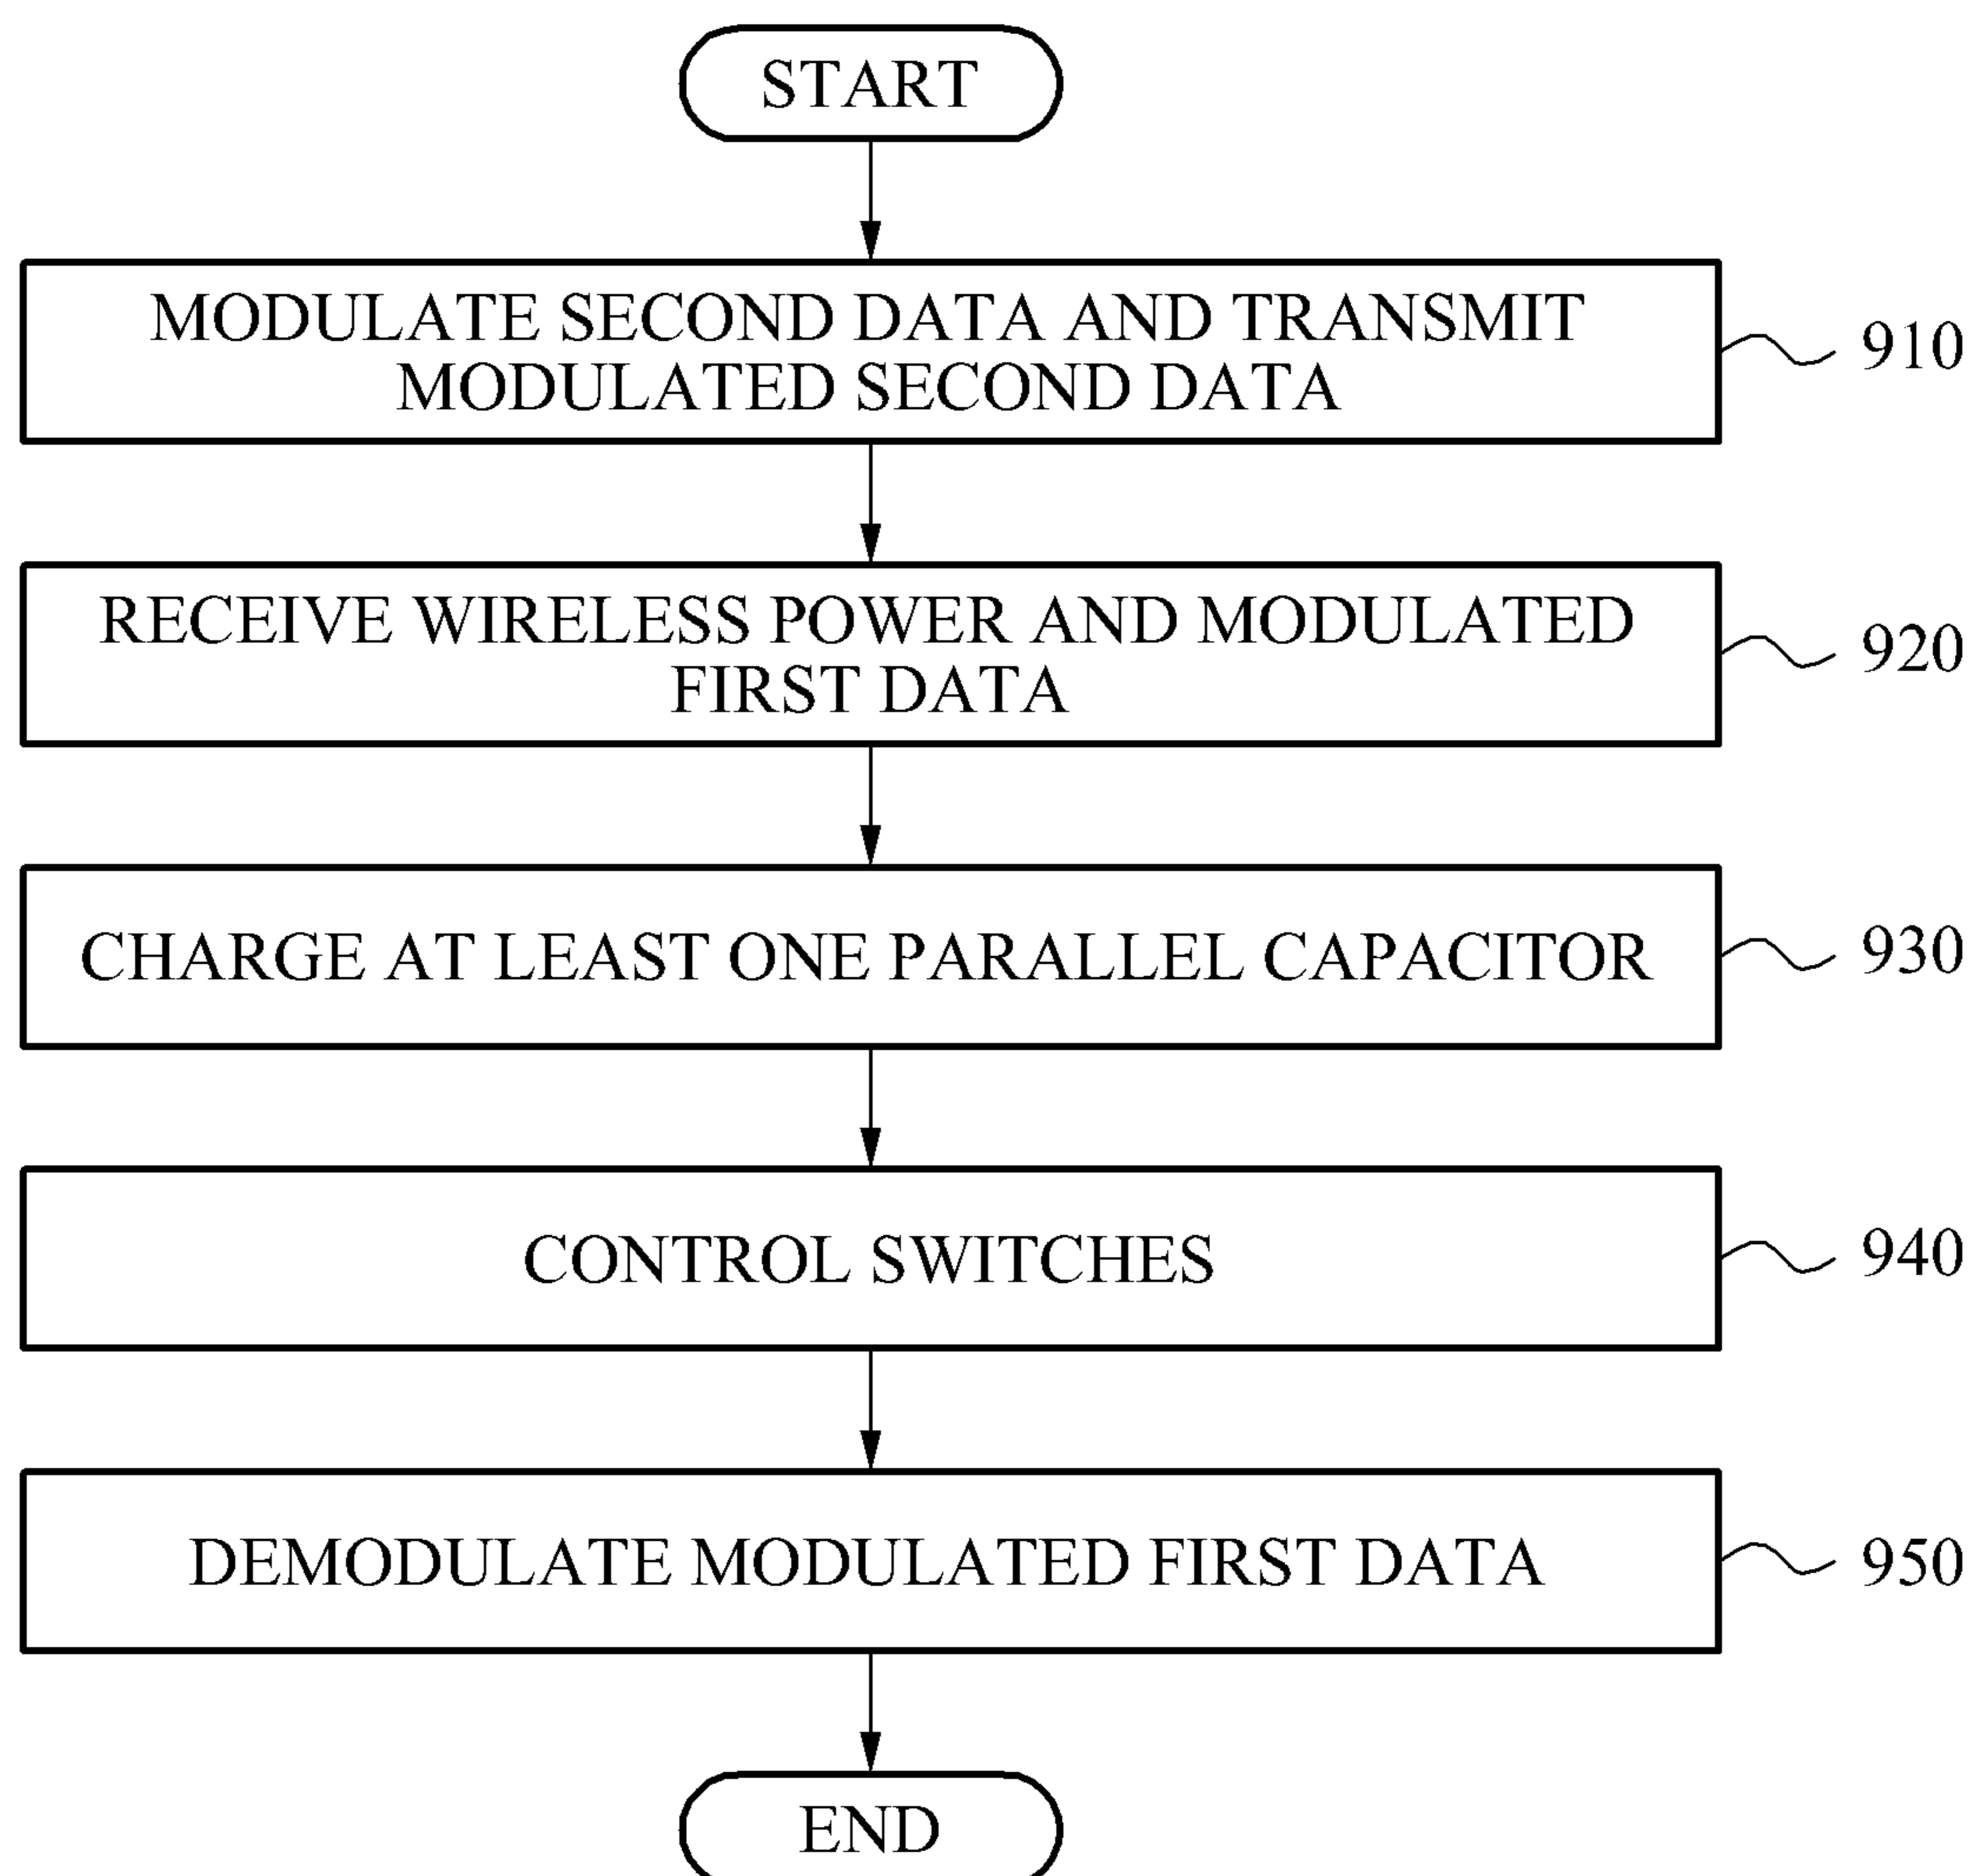 START
MODULATE SECOND DATA AND TRANSMIT
MODULATED SECOND DATA
910
RECEIVE WIRELESS POWER AND MODULATED
FIRST DATA
920
CHARGE AT LEAST ONE PARALLEL CAPACITOR
930
CONTROL SWITCHES
940
DEMODULATE MODULATED FIRST DATA
950
END